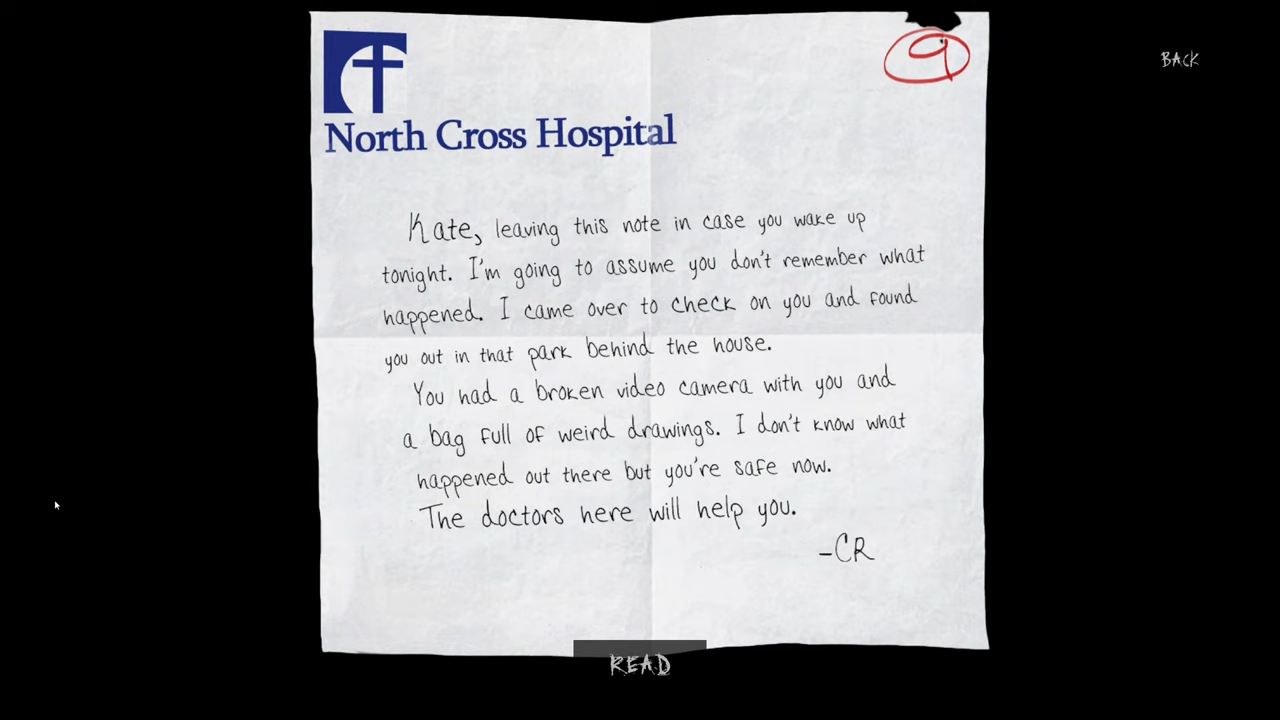 9
BACK
North Cross Hospital
Kate, leaving this note in case you wake up
tonight. I'm going to assume you don't remember what
happened. I came over to check on you and found
you out in that park behind the house.
You had a broken video camera with you and
a bag full of weird drawings. I don't know what
happened out there but you're safe now.
The doctors here will help you.
-CR
READ